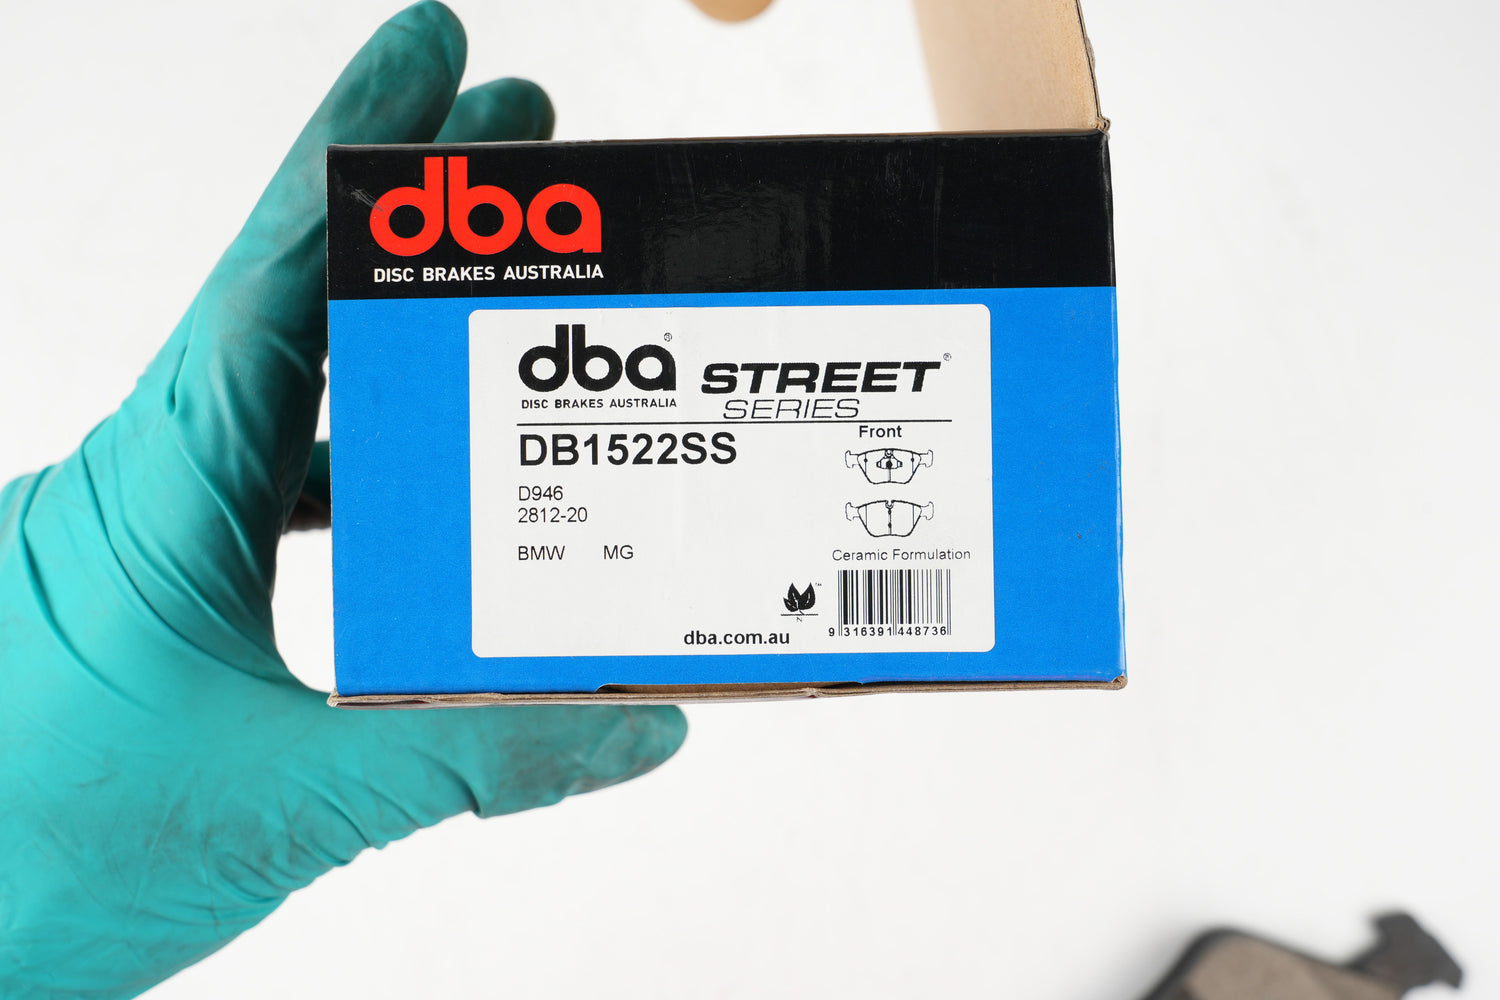 dba
DISC BRAKES AUSTRALIA
dba®
DISC BRAKES AUSTRALIA
STREET®
SERIES
DB1522SS
Front
D946
2812-20
BMW MG
Ceramic Formulation
™
N
dba.com.au
9 316391 448736